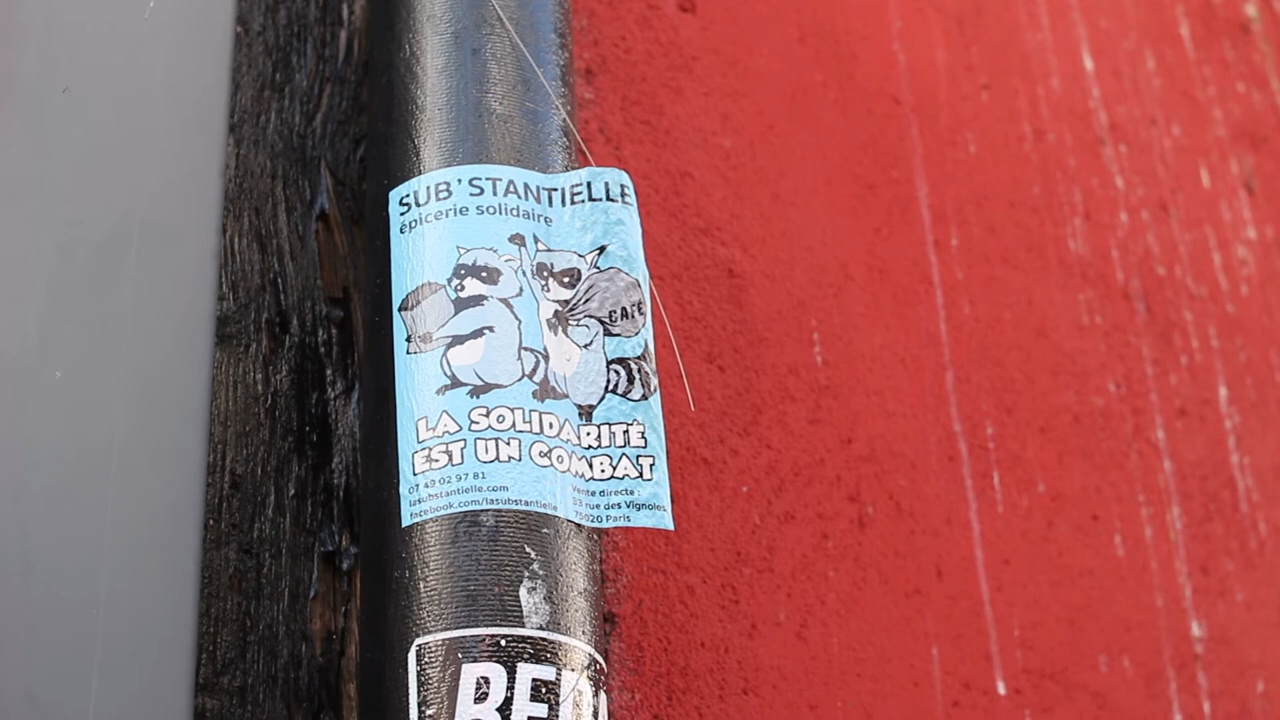 SUB'STANTIELLE
épicerie solidaire
CAFÉ
LA SOLIDARITÉ
EST UN COMBAT
07 49 02 97 81
lasubstantielle.com
facebook.com/lasubstantielle
Vente directe :
83 rue des Vignoles
75020 Paris